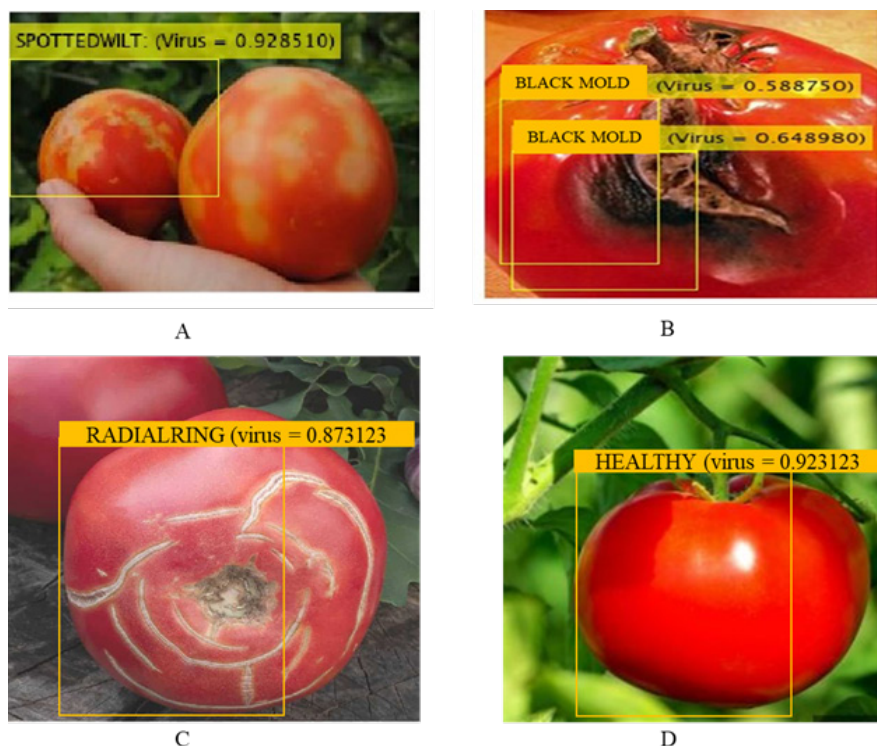 SPOTTEDWILT: (Virus = 0.928510)
BLACK MOLD (Virus = 0.588750)
BLACK MOLD (Virus = 0.648980)
A
B
RADIALRING (virus = 0.873123
HEALTHY (virus = 0.923123
C
D